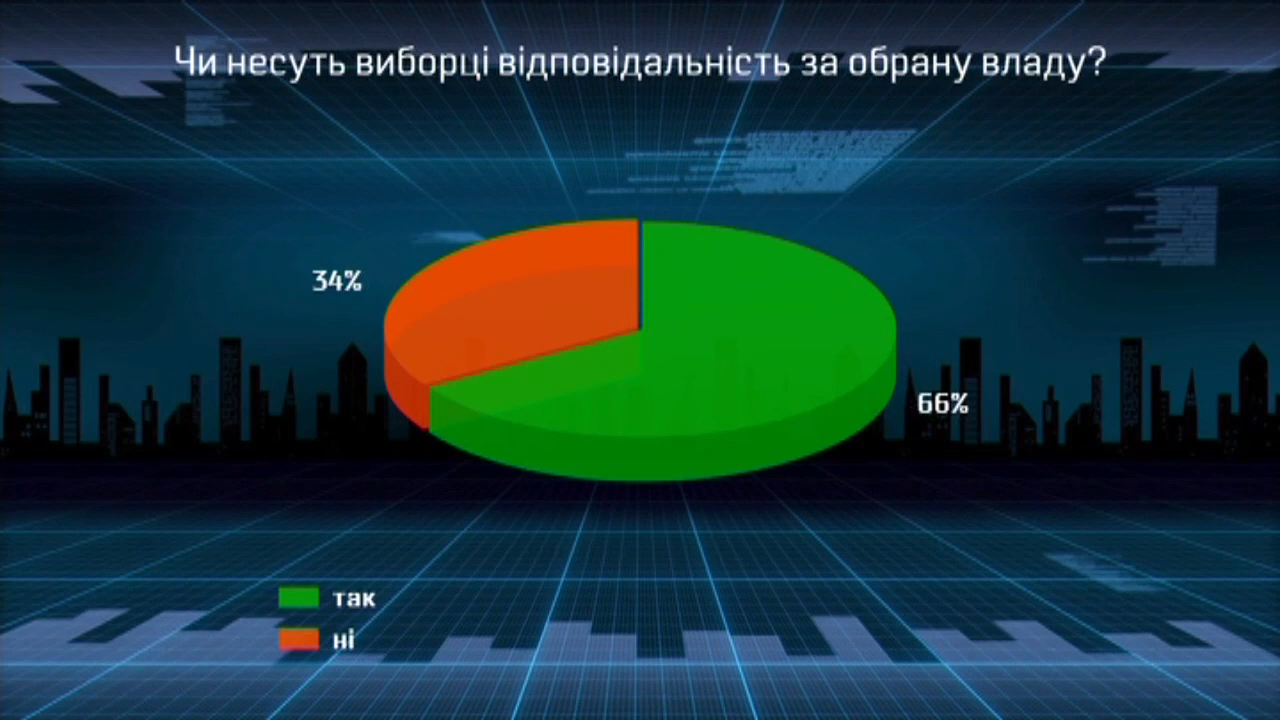 Чи несуть виборці відповідальність за обрану владу?
34%
66%
так
ні